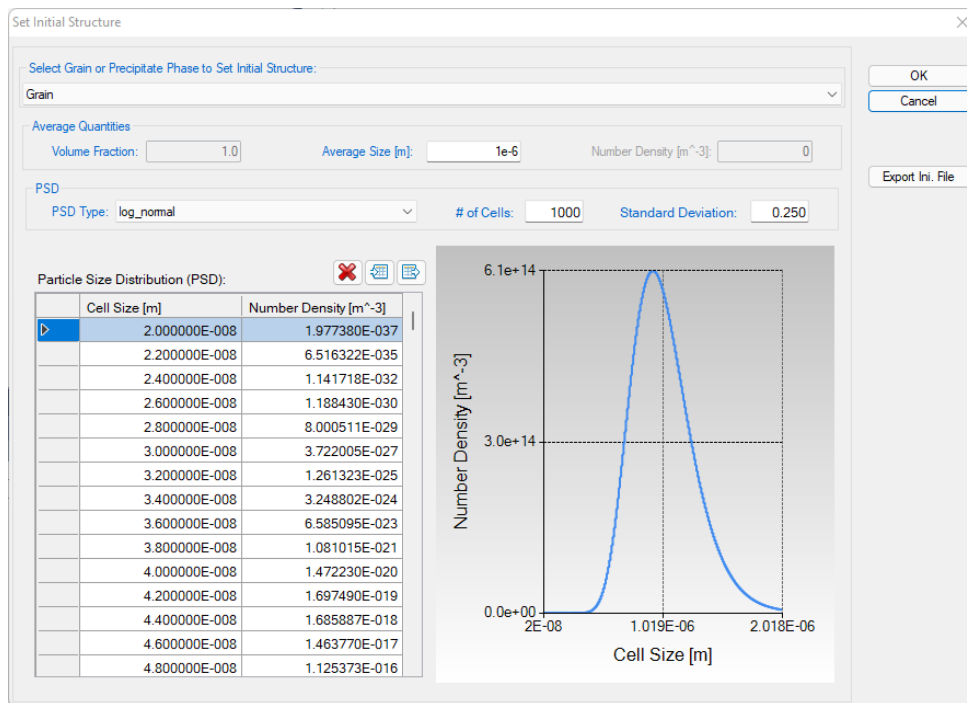 Set Initial Structure
Select Grain or Precipitate Phase to Set Initial Structure:
Grain
OK
Cancel
Average Quantities
Volume Fraction: 1.0 Average Size [m]: 1e-6 Number Density [m^-3]: 0
Export Ini. File
PSD
PSD Type: log_normal # of Cells: 1000 Standard Deviation: 0.250
Particle Size Distribution (PSD):
Cell Size [m] Number Density [m^-3]
2.000000E-008 1.977380E-037
2.200000E-008 6.516322E-035
2.400000E-008 1.141718E-032
2.600000E-008 1.188430E-030
2.800000E-008 8.000511E-029
3.000000E-008 3.722005E-027
3.200000E-008 1.261323E-025
3.400000E-008 3.248802E-024
3.600000E-008 6.585095E-023
3.800000E-008 1.081015E-021
4.000000E-008 1.472230E-020
4.200000E-008 1.697490E-019
4.400000E-008 1.685887E-018
4.600000E-008 1.463770E-017
4.800000E-008 1.125373E-016
Number Density [m^-3]
6.1e+14
3.0e+14
0.0e+00
2E-08 1.019E-06 2.018E-06
Cell Size [m]